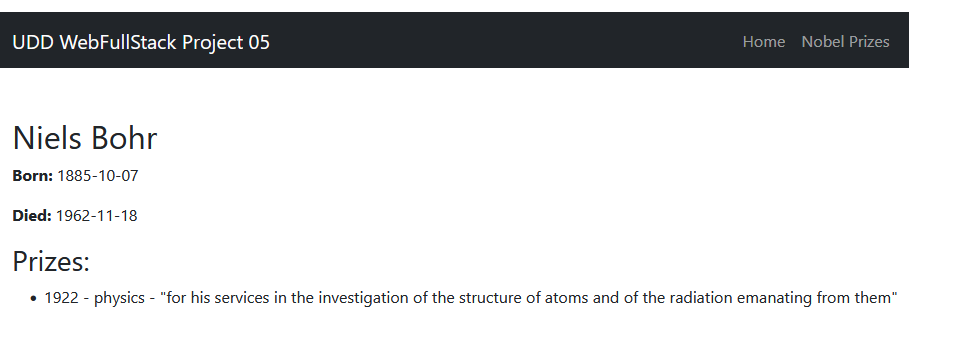 UDD WebFullStack Project 05
Home Nobel Prizes
Niels Bohr
Born: 1885-10-07
Died: 1962-11-18
Prizes:
• 1922 - physics - "for his services in the investigation of the structure of atoms and of the radiation emanating from them"